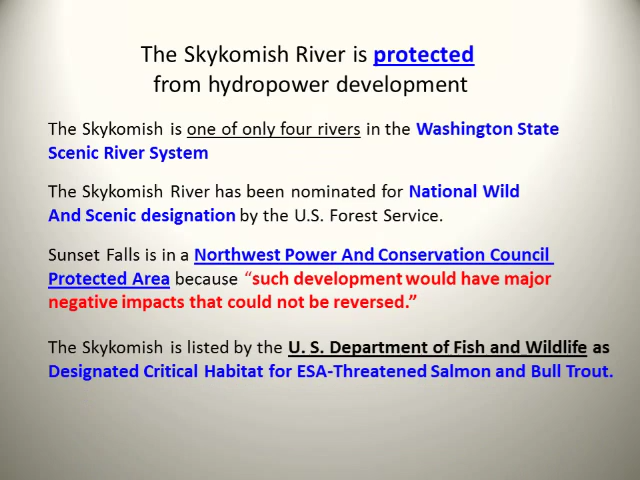 The Skykomish River is protected
from hydropower development
The Skykomish is one of only four rivers in the Washington State
Scenic River System
The Skykomish River has been nominated for National Wild
And Scenic designation by the U.S. Forest Service.
Sunset Falls is in a Northwest Power And Conservation Council
Protected Area because “such development would have major
negative impacts that could not be reversed.”
The Skykomish is listed by the U. S. Department of Fish and Wildlife as
Designated Critical Habitat for ESA-Threatened Salmon and Bull Trout.